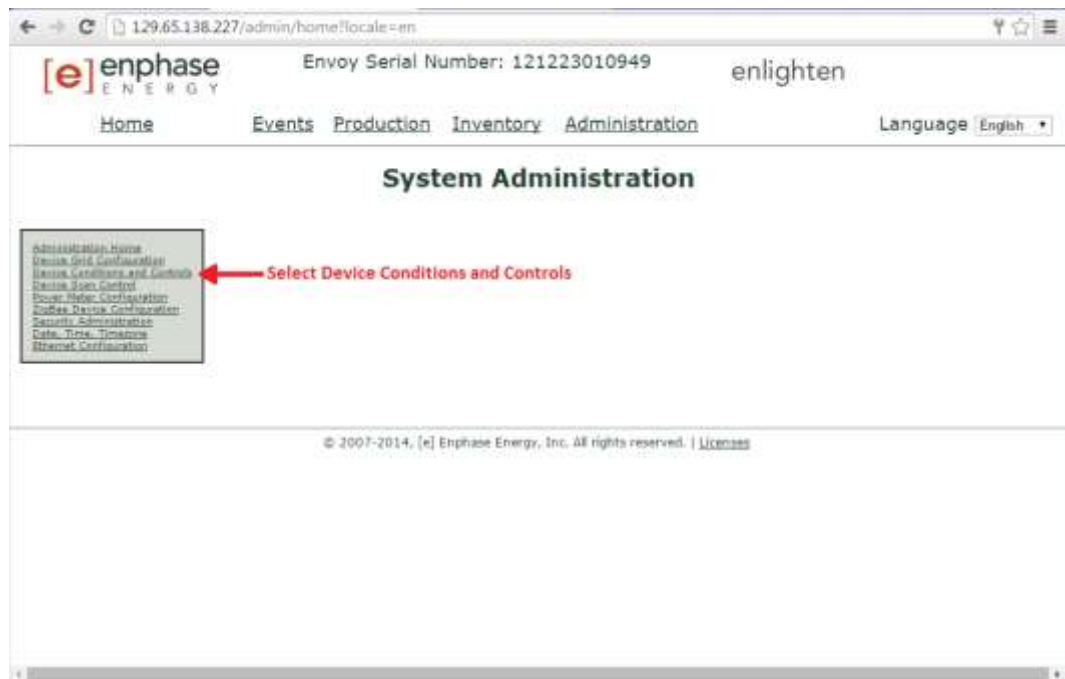 129.65.138.227/admin/home?locale=en
[e] enphase ENERGY
Envoy Serial Number: 121223010949
enlighten
Home Events Production Inventory Administration Language English
System Administration
Administration Home
Device Grid Configuration
Device Conditions and Controls
Select Device Conditions and Controls
Device Scan Control
Power Meter Configuration
ZigBee Device Configuration
Security Administration
Date, Time, Timezone
Ethernet Configuration
© 2007-2014, [e] Enphase Energy, Inc. All rights reserved. | Licenses